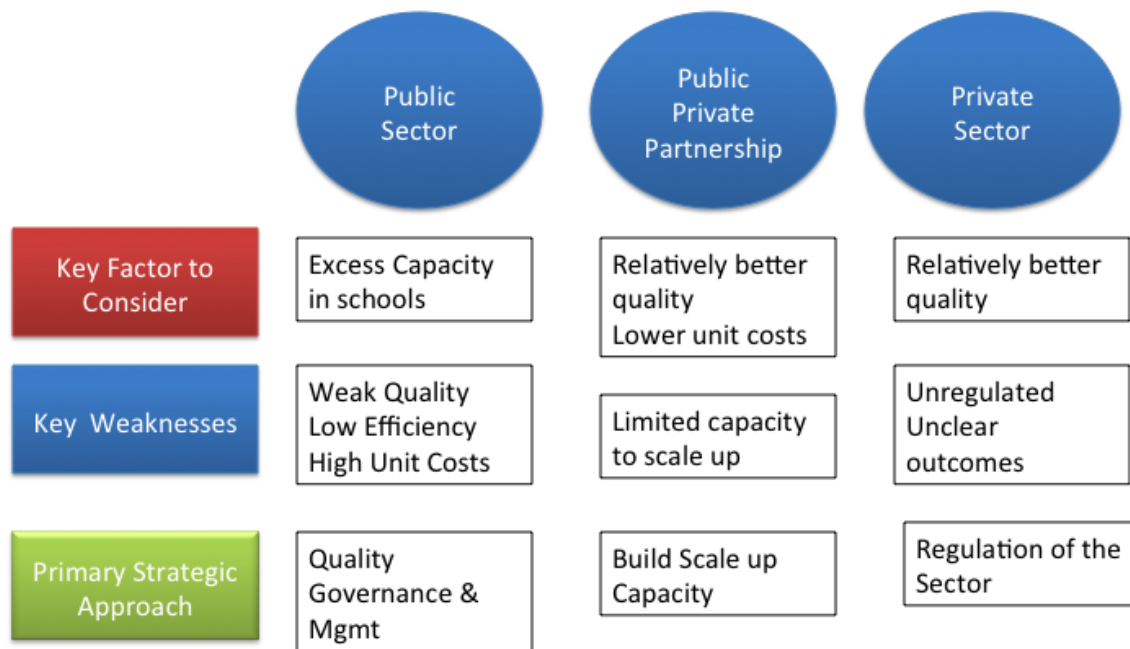 Public
Sector
Public
Private
Partnership
Private
Sector
Key Factor to
Consider
Excess Capacity
in schools
Relatively better
quality
Lower unit costs
Relatively better
quality
Key Weaknesses
Weak Quality
Low Efficiency
High Unit Costs
Limited capacity
to scale up
Unregulated
Unclear
outcomes
Primary Strategic
Approach
Quality
Governance &
Mgmt
Build Scale up
Capacity
Regulation of the
Sector